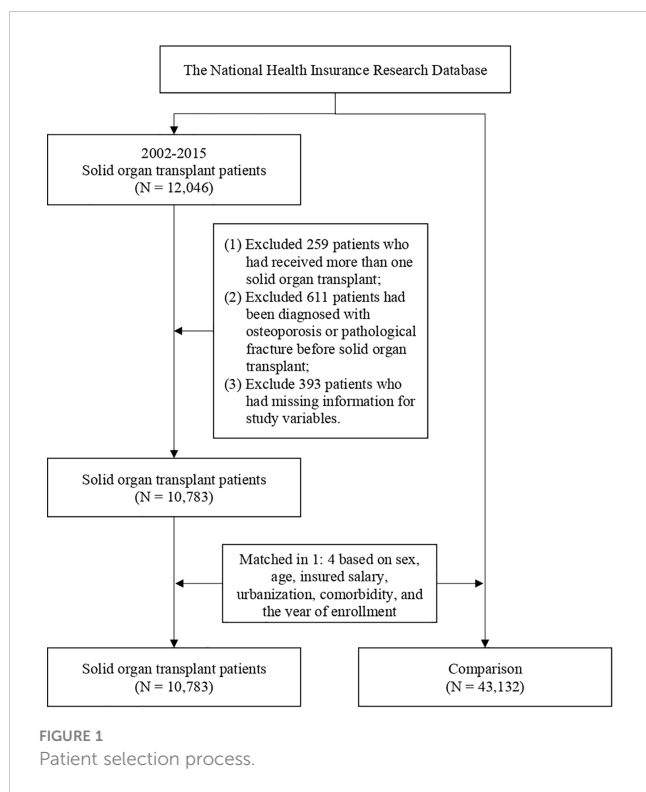 The National Health Insurance Research Database
2002-2015
Solid organ transplant patients
(N = 12,046)
(1) Excluded 259 patients who
had received more than one
solid organ transplant;
(2) Excluded 611 patients had
been diagnosed with
osteoporosis or pathological
fracture before solid organ
transplant;
(3) Exclude 393 patients who
had missing information for
study variables.
Solid organ transplant patients
(N = 10,783)
Matched in 1: 4 based on sex,
age, insured salary,
urbanization, comorbidity, and
the year of enrollment
Solid organ transplant patients
(N = 10,783)
Comparison
(N = 43,132)
FIGURE 1
Patient selection process.